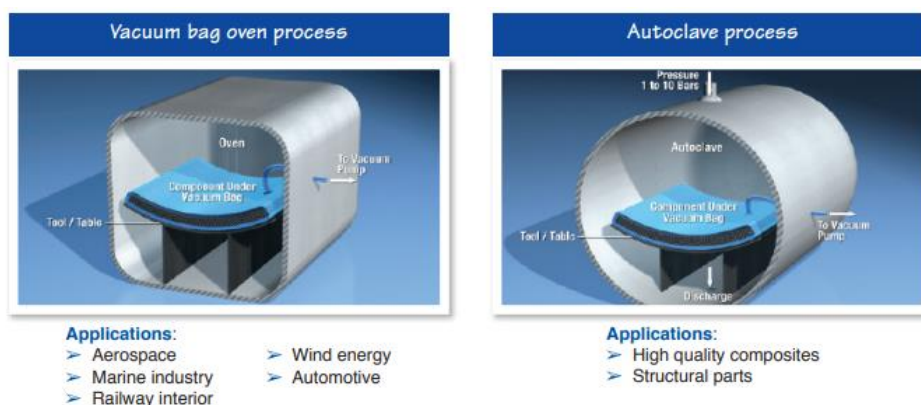 Vacuum bag oven process
Oven
To Vacuum
Pump
Component Under
Vacuum Bag
Tool / Table
Applications:
➢ Aerospace
➢ Marine industry
➢ Railway interior
➢ Wind energy
➢ Automotive
Autoclave process
Pressure
1 to 10 Bars
Autoclave
Component Under
Vacuum Bag
Tool / Table
To Vacuum
Pump
Discharge
Applications:
➢ High quality composites
➢ Structural parts